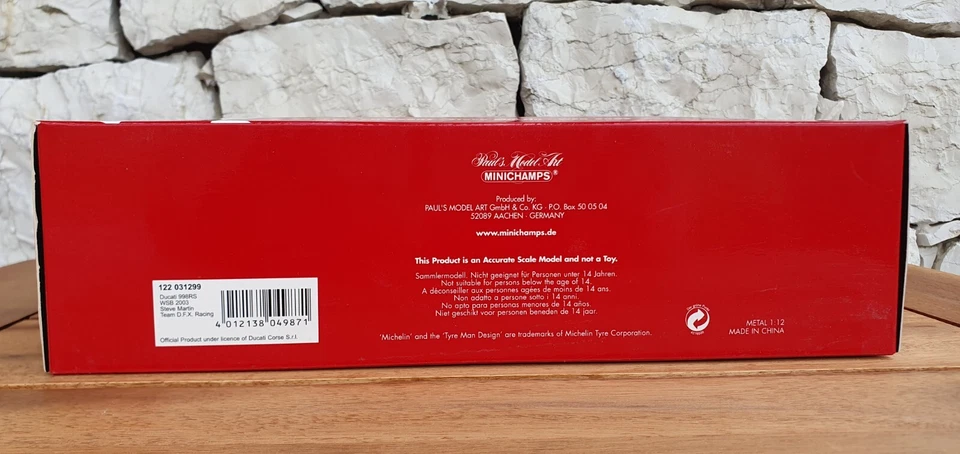 Paul's Model Art
MINICHAMPS®
Produced by:
PAUL'S MODEL ART GmbH & Co. KG · P.O. Box 50 05 04
52089 AACHEN · GERMANY
www.minichamps.de
This Product is an Accurate Scale Model and not a Toy.
Sammlermodell. Nicht geeignet für Personen unter 14 Jahren.
Not suitable for persons below the age of 14.
A déconseiller aux personnes agees de moins de 14 ans.
Non adatto a persone sotto i 14 anni.
No apto para personas menores de 14 años.
Niet geschikt voor personen beneden de 14 jaar.
'Michelin' and the 'Tyre Man Design' are trademarks of Michelin Tyre Corporation.
122 031299
Ducati 998RS
WSB 2003
Steve Martin
Team D.F.X. Racing
4 012138 049871
Official Product under licence of Ducati Corse S.r.l.
METAL 1:12
MADE IN CHINA